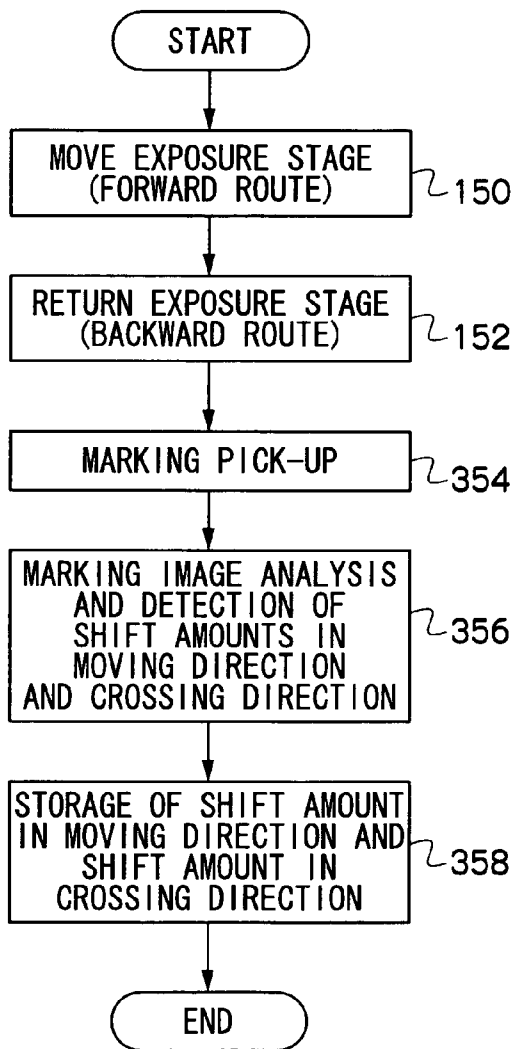 START
MOVE EXPOSURE STAGE
(FORWARD ROUTE)
150
RETURN EXPOSURE STAGE
(BACKWARD ROUTE)
152
MARKING PICK-UP
354
MARKING IMAGE ANALYSIS
AND DETECTION OF
SHIFT AMOUNTS IN
MOVING DIRECTION
AND CROSSING DIRECTION
356
STORAGE OF SHIFT AMOUNT
IN MOVING DIRECTION AND
SHIFT AMOUNT IN
CROSSING DIRECTION
358
END